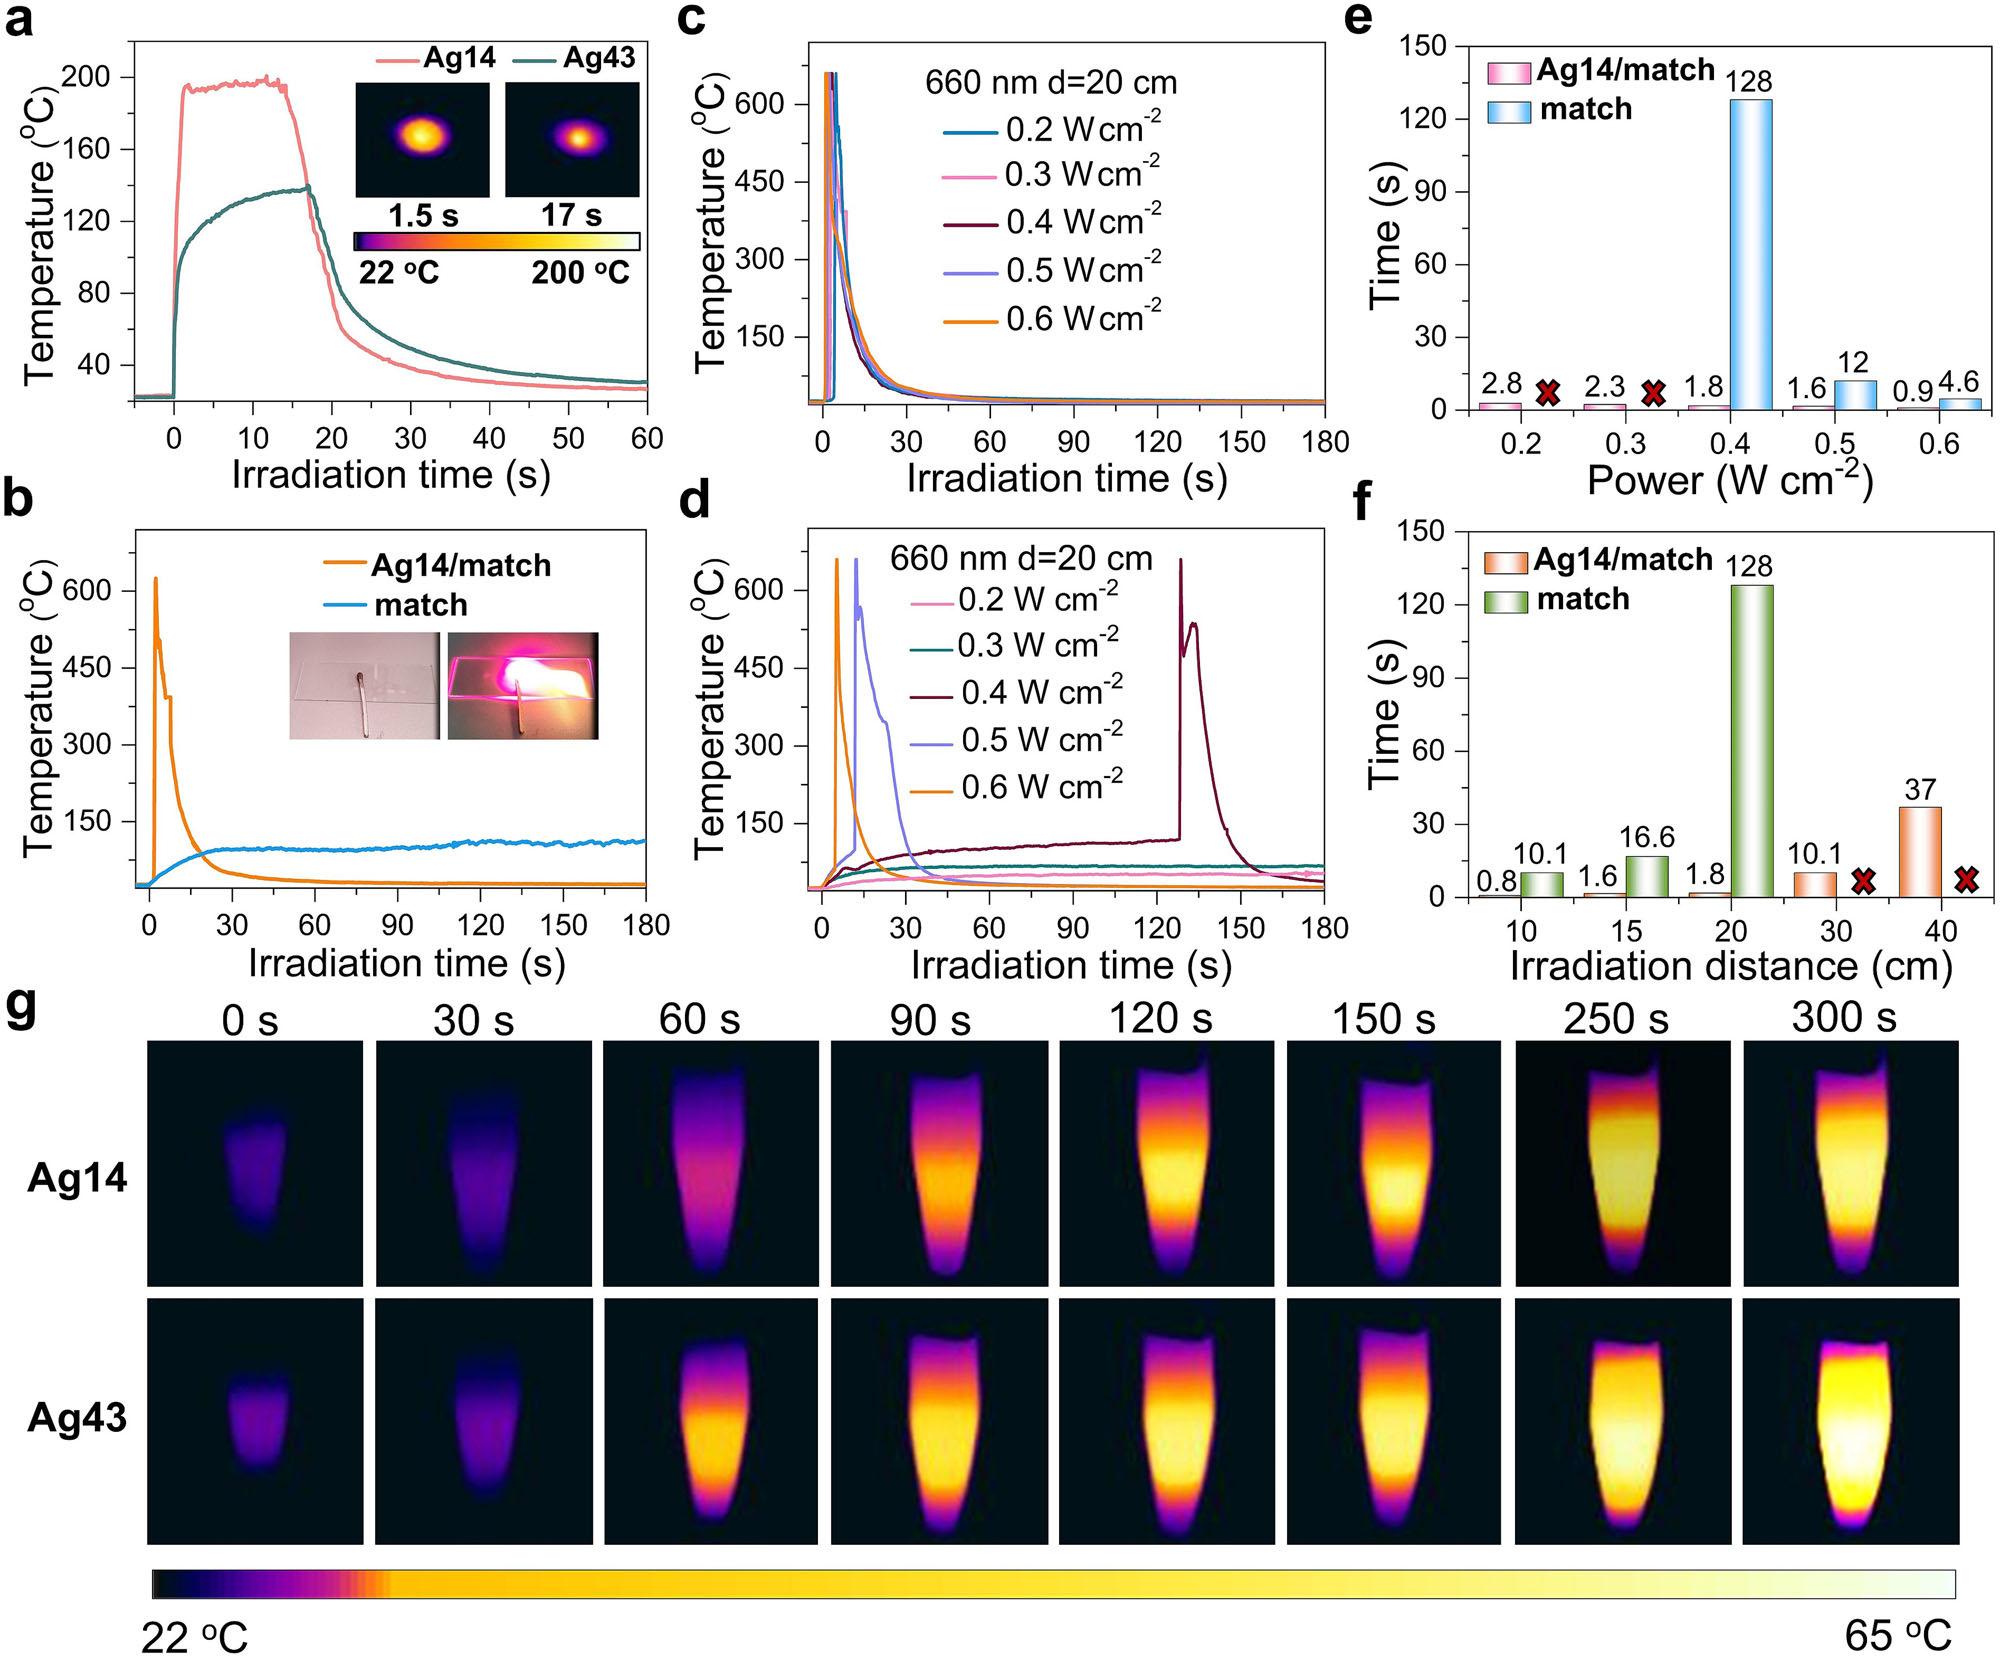 a
Ag14 Ag43
1.5 s 17 s
22 °C 200 °C
200
160
120
80
40
0 10 20 30 40 50 60
Temperature (°C)
Irradiation time (s)
c
660 nm d=20 cm
0.2 W cm-2
0.3 W cm-2
0.4 W cm-2
0.5 W cm-2
0.6 W cm-2
600
450
300
150
0 30 60 90 120 150 180
Temperature (°C)
Irradiation time (s)
e
Ag14/match
match
150
120
90
60
30
0
2.8 2.3 1.8 128 1.6 12 0.9 4.6
0.2 0.3 0.4 0.5 0.6
Time (s)
Power (W cm-2)
b
Ag14/match
match
600
450
300
150
0 30 60 90 120 150 180
Temperature (°C)
Irradiation time (s)
d
660 nm d=20 cm
0.2 W cm-2
0.3 W cm-2
0.4 W cm-2
0.5 W cm-2
0.6 W cm-2
600
450
300
150
0 30 60 90 120 150 180
Temperature (°C)
Irradiation time (s)
f
Ag14/match
match
150
120
90
60
30
0
0.8 10.1 1.6 16.6 1.8 128 10.1 37
10 15 20 30 40
Time (s)
Irradiation distance (cm)
g
0 s 30 s 60 s 90 s 120 s 150 s 250 s 300 s
Ag14
Ag43
22 °C 65 °C